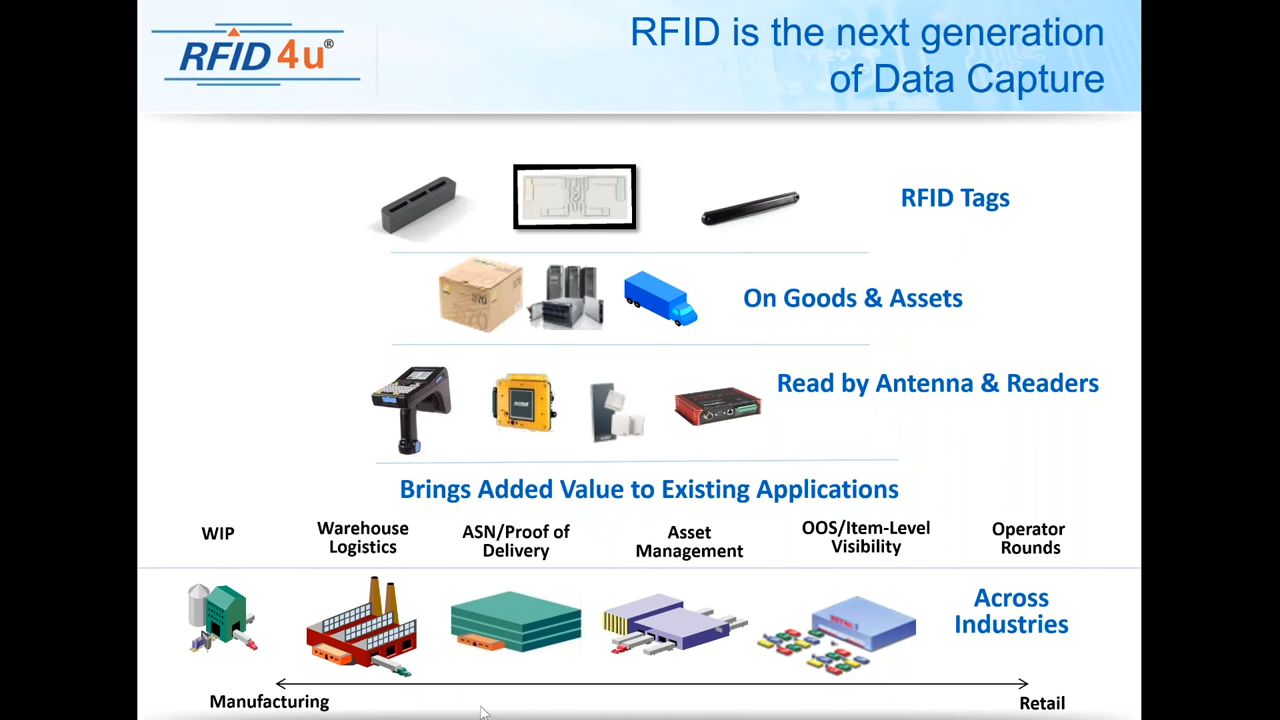 RFID4u®
RFID is the next generation
of Data Capture
RFID Tags
On Goods & Assets
Read by Antenna & Readers
Brings Added Value to Existing Applications
WIP
Warehouse
Logistics
ASN/Proof of
Delivery
Asset
Management
OOS/Item-Level
Visibility
Operator
Rounds
Across
Industries
Manufacturing
Retail